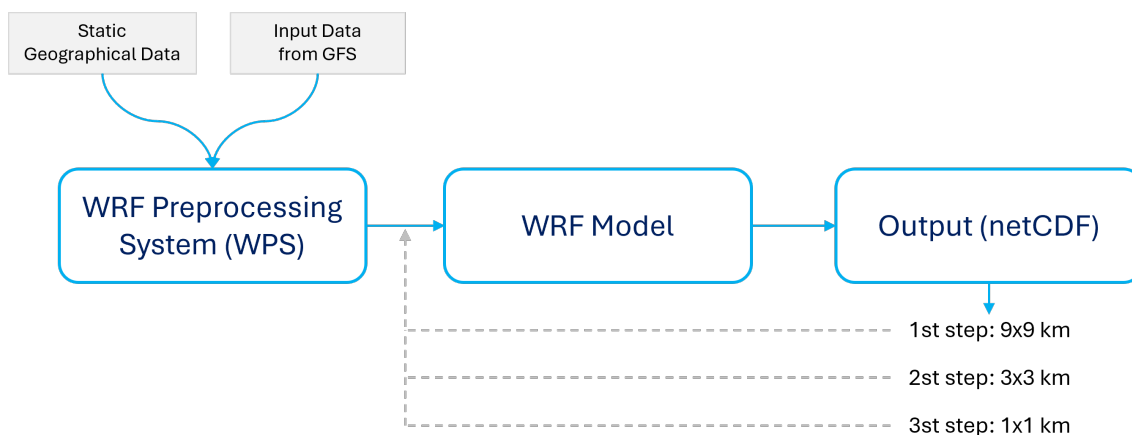 Static
Geographical Data
Input Data
from GFS
WRF Preprocessing
System (WPS)
WRF Model
Output (netCDF)
1st step: 9x9 km
2st step: 3x3 km
3st step: 1x1 km